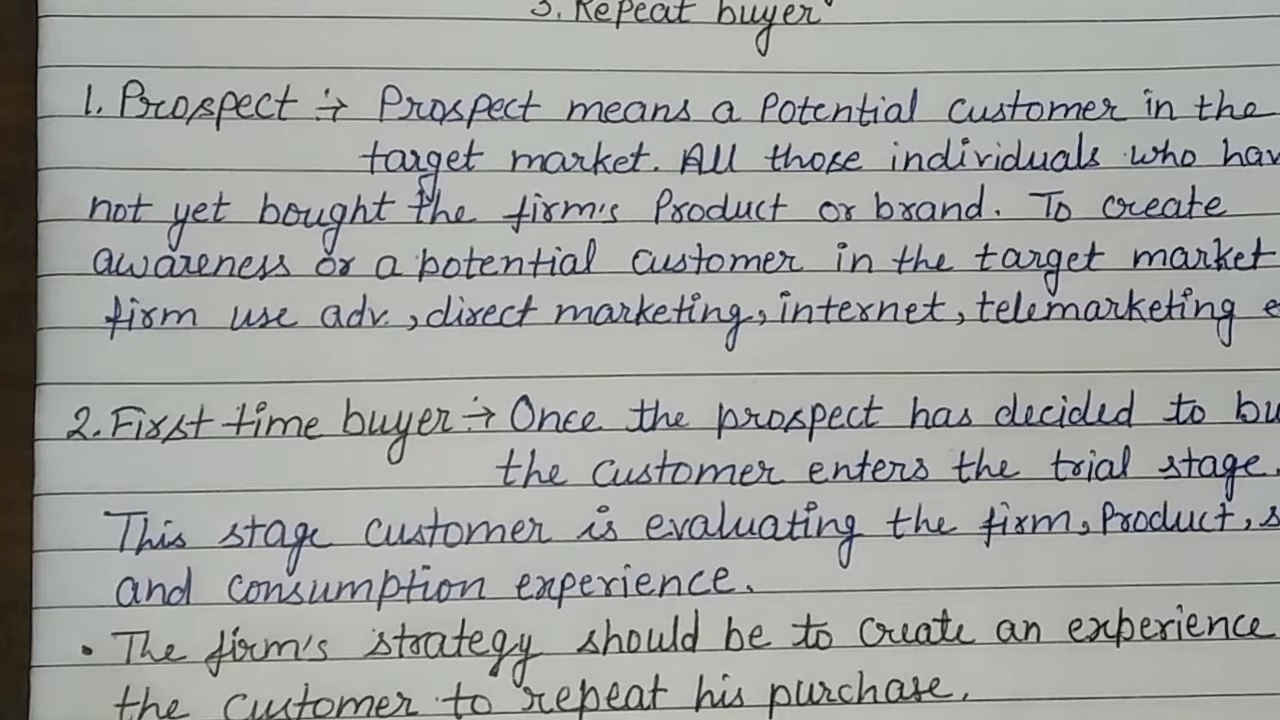 3. Repeat buyer
1. Prospect :→ Prospect means a Potential customer in the
target market. All those individuals who hav
not yet bought the firm's Product or brand. To create
awareness or a potential customer in the target market
firm use adv., direct marketing, internet, telemarketing e
2. First time buyer :→ Once the prospect has decided to bu
the customer enters the trial stage.
This stage customer is evaluating the firm, Product, s
and consumption experience.
• The firm's strategy should be to create an experience
the customer to repeat his purchase.